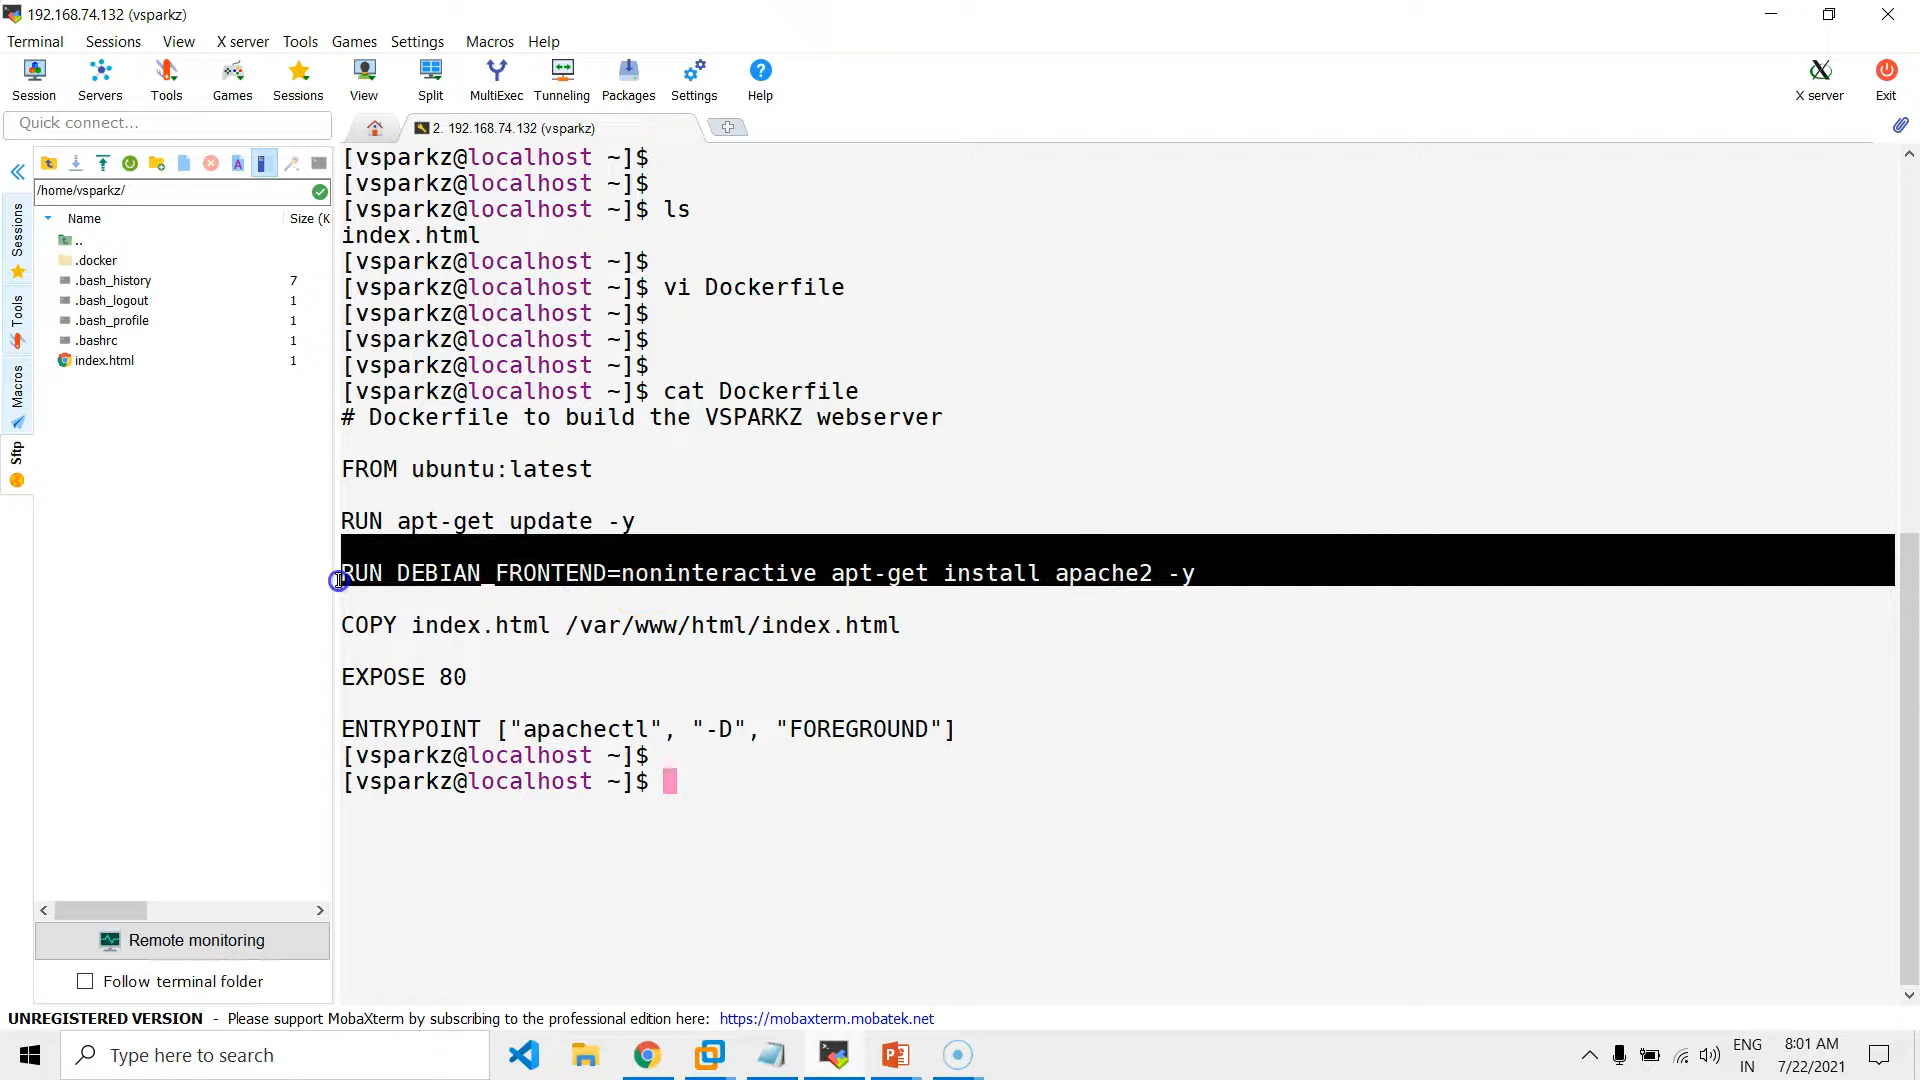 192.168.74.132 (vsparkz)
Terminal Sessions View X server Tools Games Settings Macros Help
Session Servers Tools Games Sessions View Split MultiExec Tunneling Packages Settings Help X server Exit
Quick connect...
2. 192.168.74.132 (vsparkz)
/home/vsparkz/
Name Size (K
..
.docker
.bash_history 7
.bash_logout 1
.bash_profile 1
.bashrc 1
index.html 1
Sessions
Tools
Macros
Sftp
[vsparkz@localhost ~]$
[vsparkz@localhost ~]$
[vsparkz@localhost ~]$ ls
index.html
[vsparkz@localhost ~]$
[vsparkz@localhost ~]$ vi Dockerfile
[vsparkz@localhost ~]$
[vsparkz@localhost ~]$
[vsparkz@localhost ~]$
[vsparkz@localhost ~]$ cat Dockerfile
# Dockerfile to build the VSPARKZ webserver
FROM ubuntu:latest
RUN apt-get update -y
RUN DEBIAN_FRONTEND=noninteractive apt-get install apache2 -y
COPY index.html /var/www/html/index.html
EXPOSE 80
ENTRYPOINT ["apachectl", "-D", "FOREGROUND"]
[vsparkz@localhost ~]$
[vsparkz@localhost ~]$
Remote monitoring
Follow terminal folder
UNREGISTERED VERSION - Please support MobaXterm by subscribing to the professional edition here: https://mobaxterm.mobatek.net
Type here to search
ENG
IN
8:01 AM
7/22/2021